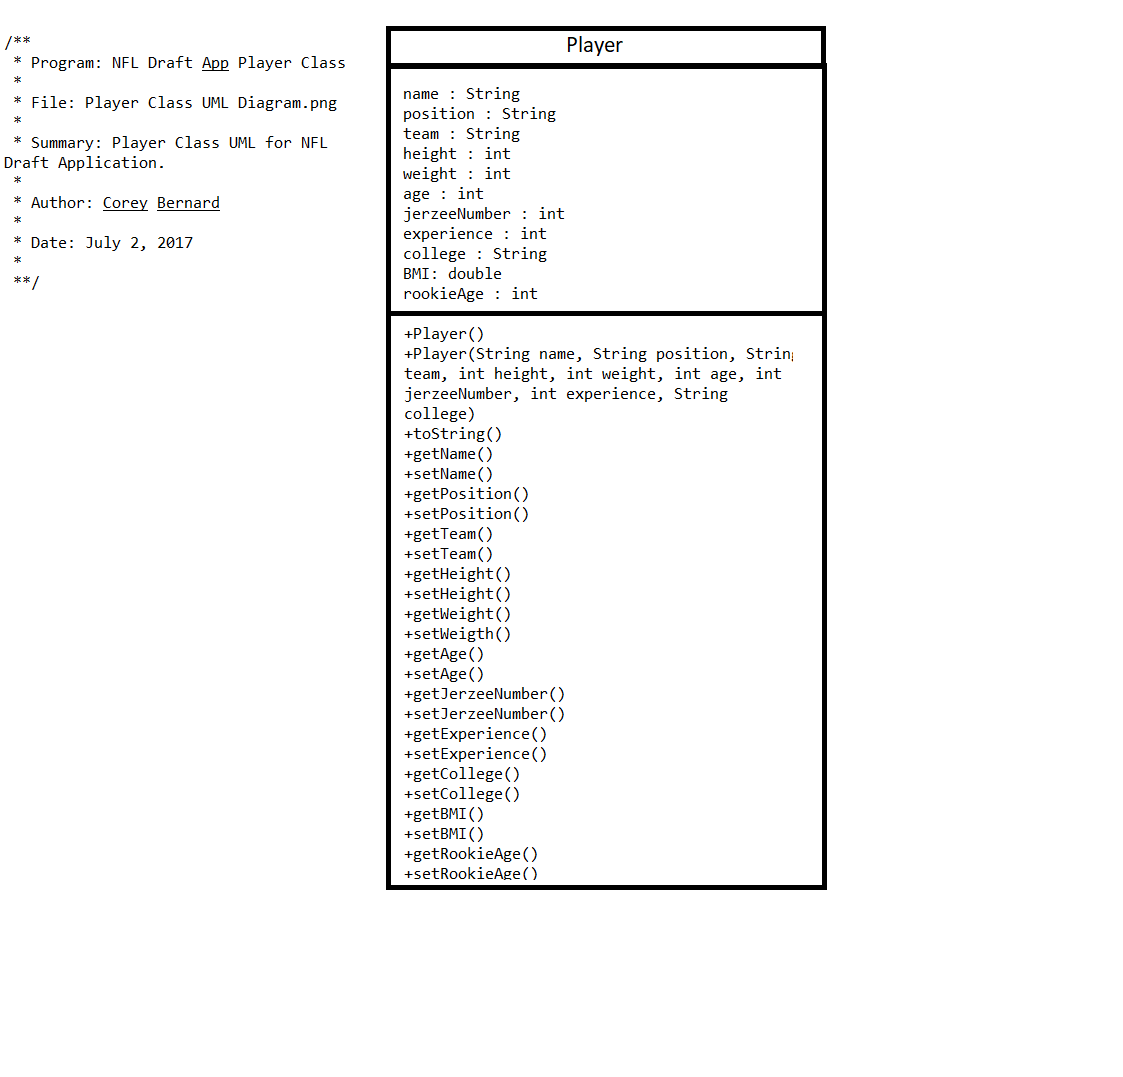 /**
* Program: NFL Draft App Player Class
*
* File: Player Class UML Diagram.png
*
* Summary: Player Class UML for NFL
Draft Application.
*
* Author: Corey Bernard
*
* Date: July 2, 2017
*
**/
Player
name : String
position : String
team : String
height : int
weight : int
age : int
jerzeeNumber : int
experience : int
college : String
BMI: double
rookieAge : int
+Player()
+Player(String name, String position, String
team, int height, int weight, int age, int
jerzeeNumber, int experience, String
college)
+toString()
+getName()
+setName()
+getPosition()
+setPosition()
+getTeam()
+setTeam()
+getHeight()
+setHeight()
+getWeight()
+setWeigth()
+getAge()
+setAge()
+getJerzeeNumber()
+setJerzeeNumber()
+getExperience()
+setExperience()
+getCollege()
+setCollege()
+getBMI()
+setBMI()
+getRookieAge()
+setRookieAge()